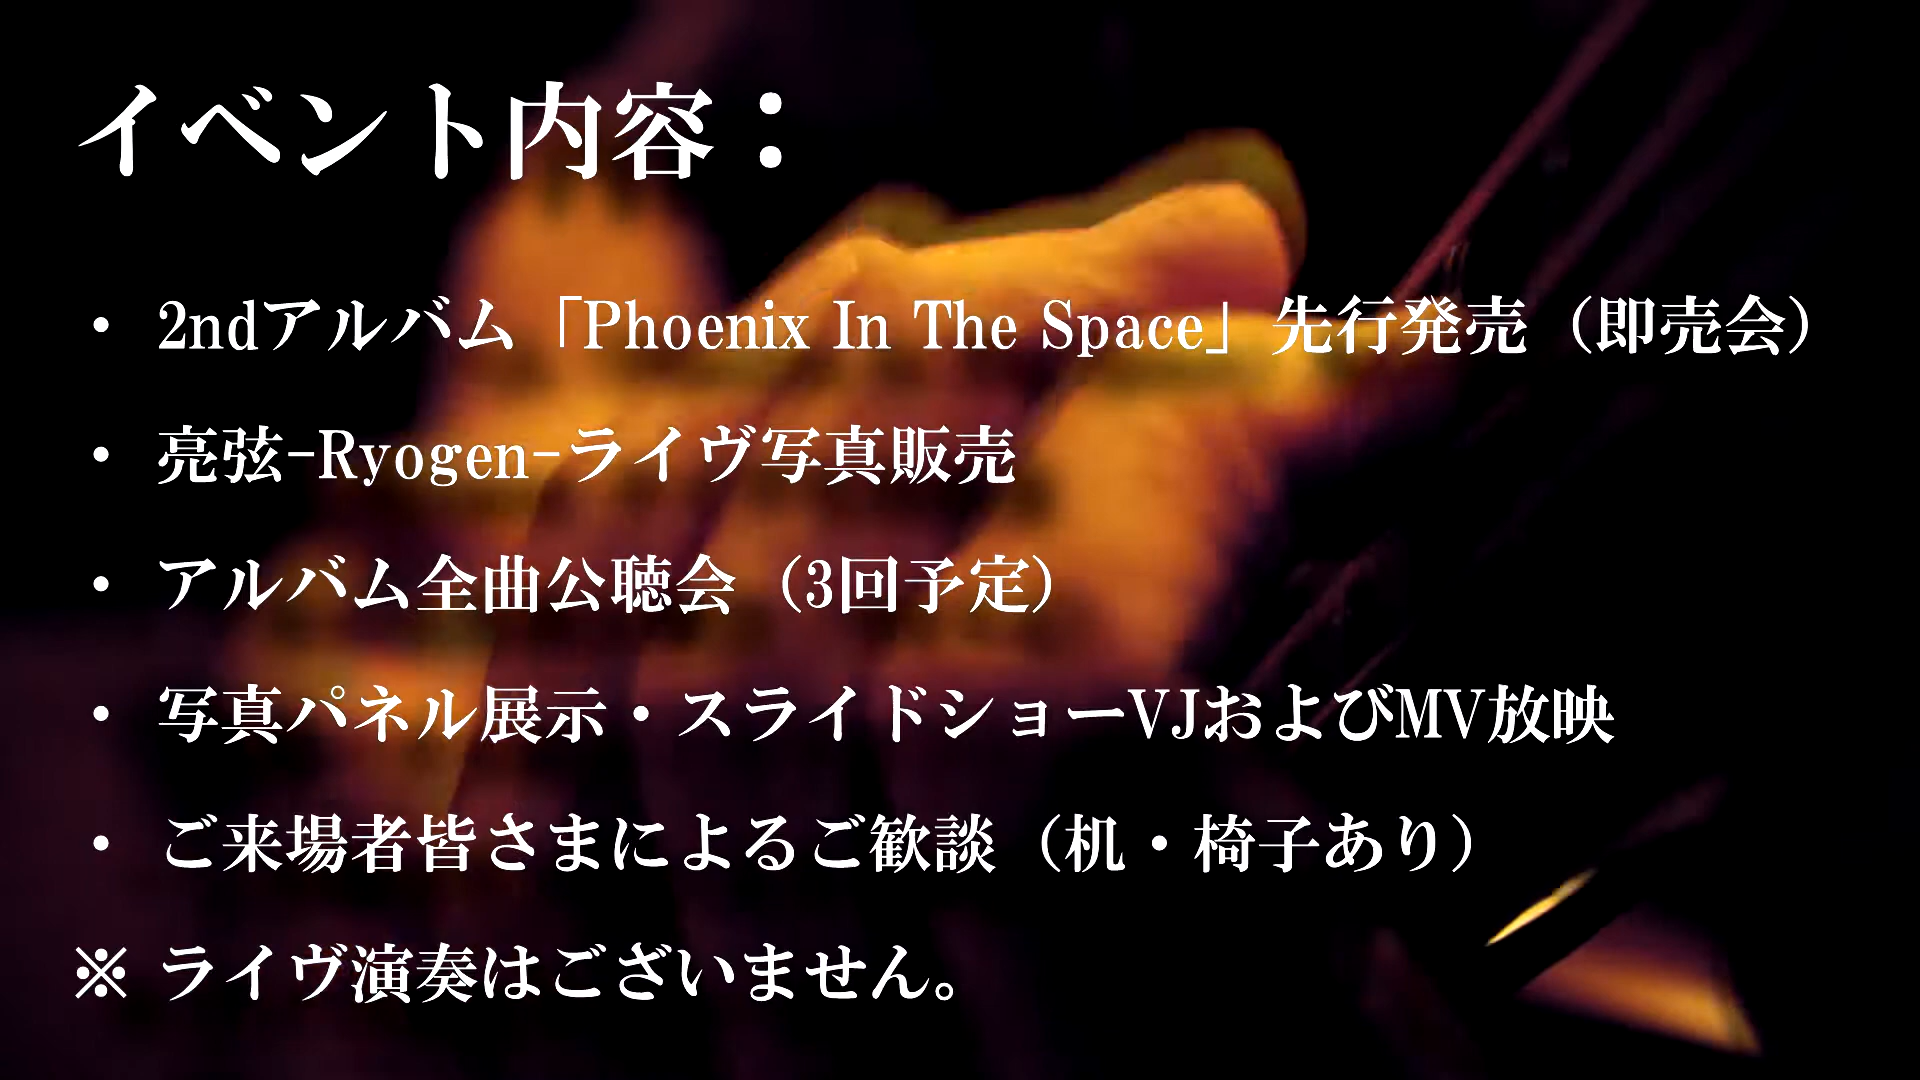 イベント内容：
・ 2ndアルバム「Phoenix In The Space」先行発売（即売会）
・ 亮弦-Ryogen-ライヴ写真販売
・ アルバム全曲公聴会（3回予定）
・ 写真パネル展示・スライドショーVJおよびMV放映
・ ご来場者皆さまによるご歓談（机・椅子あり）
※ ライヴ演奏はございません。